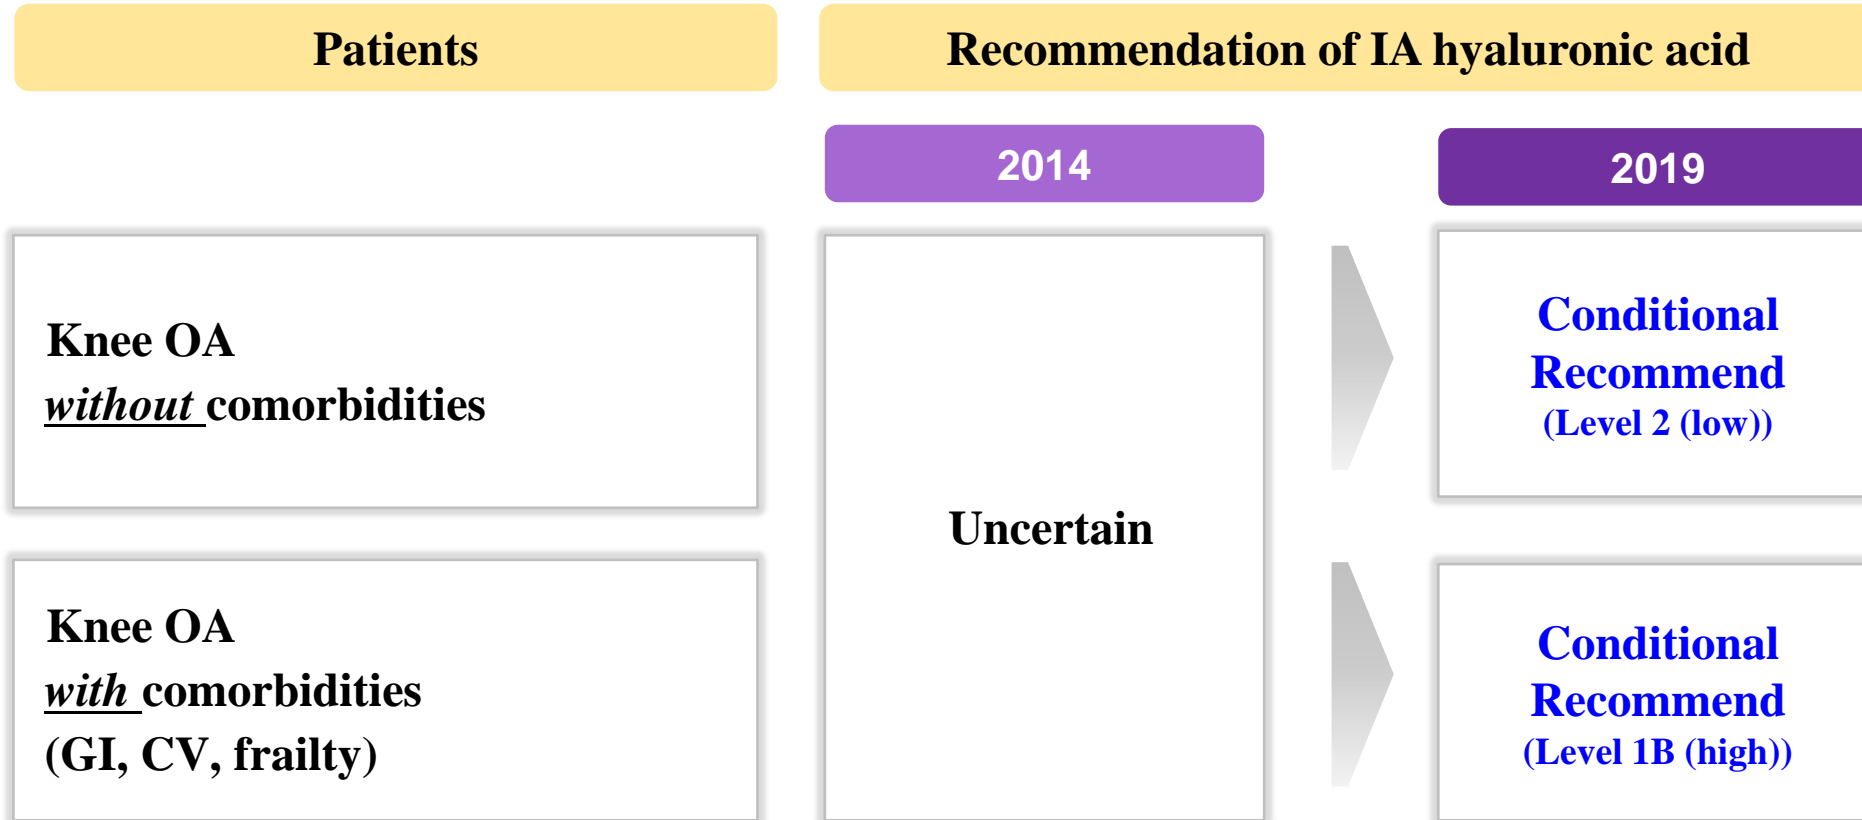 Patients
Recommendation of IA hyaluronic acid
2014
2019
Knee OA
without comorbidities
Uncertain
Conditional
Recommend
(Level 2 (low))
Knee OA
with comorbidities
(GI, CV, frailty)
Conditional
Recommend
(Level 1B (high))